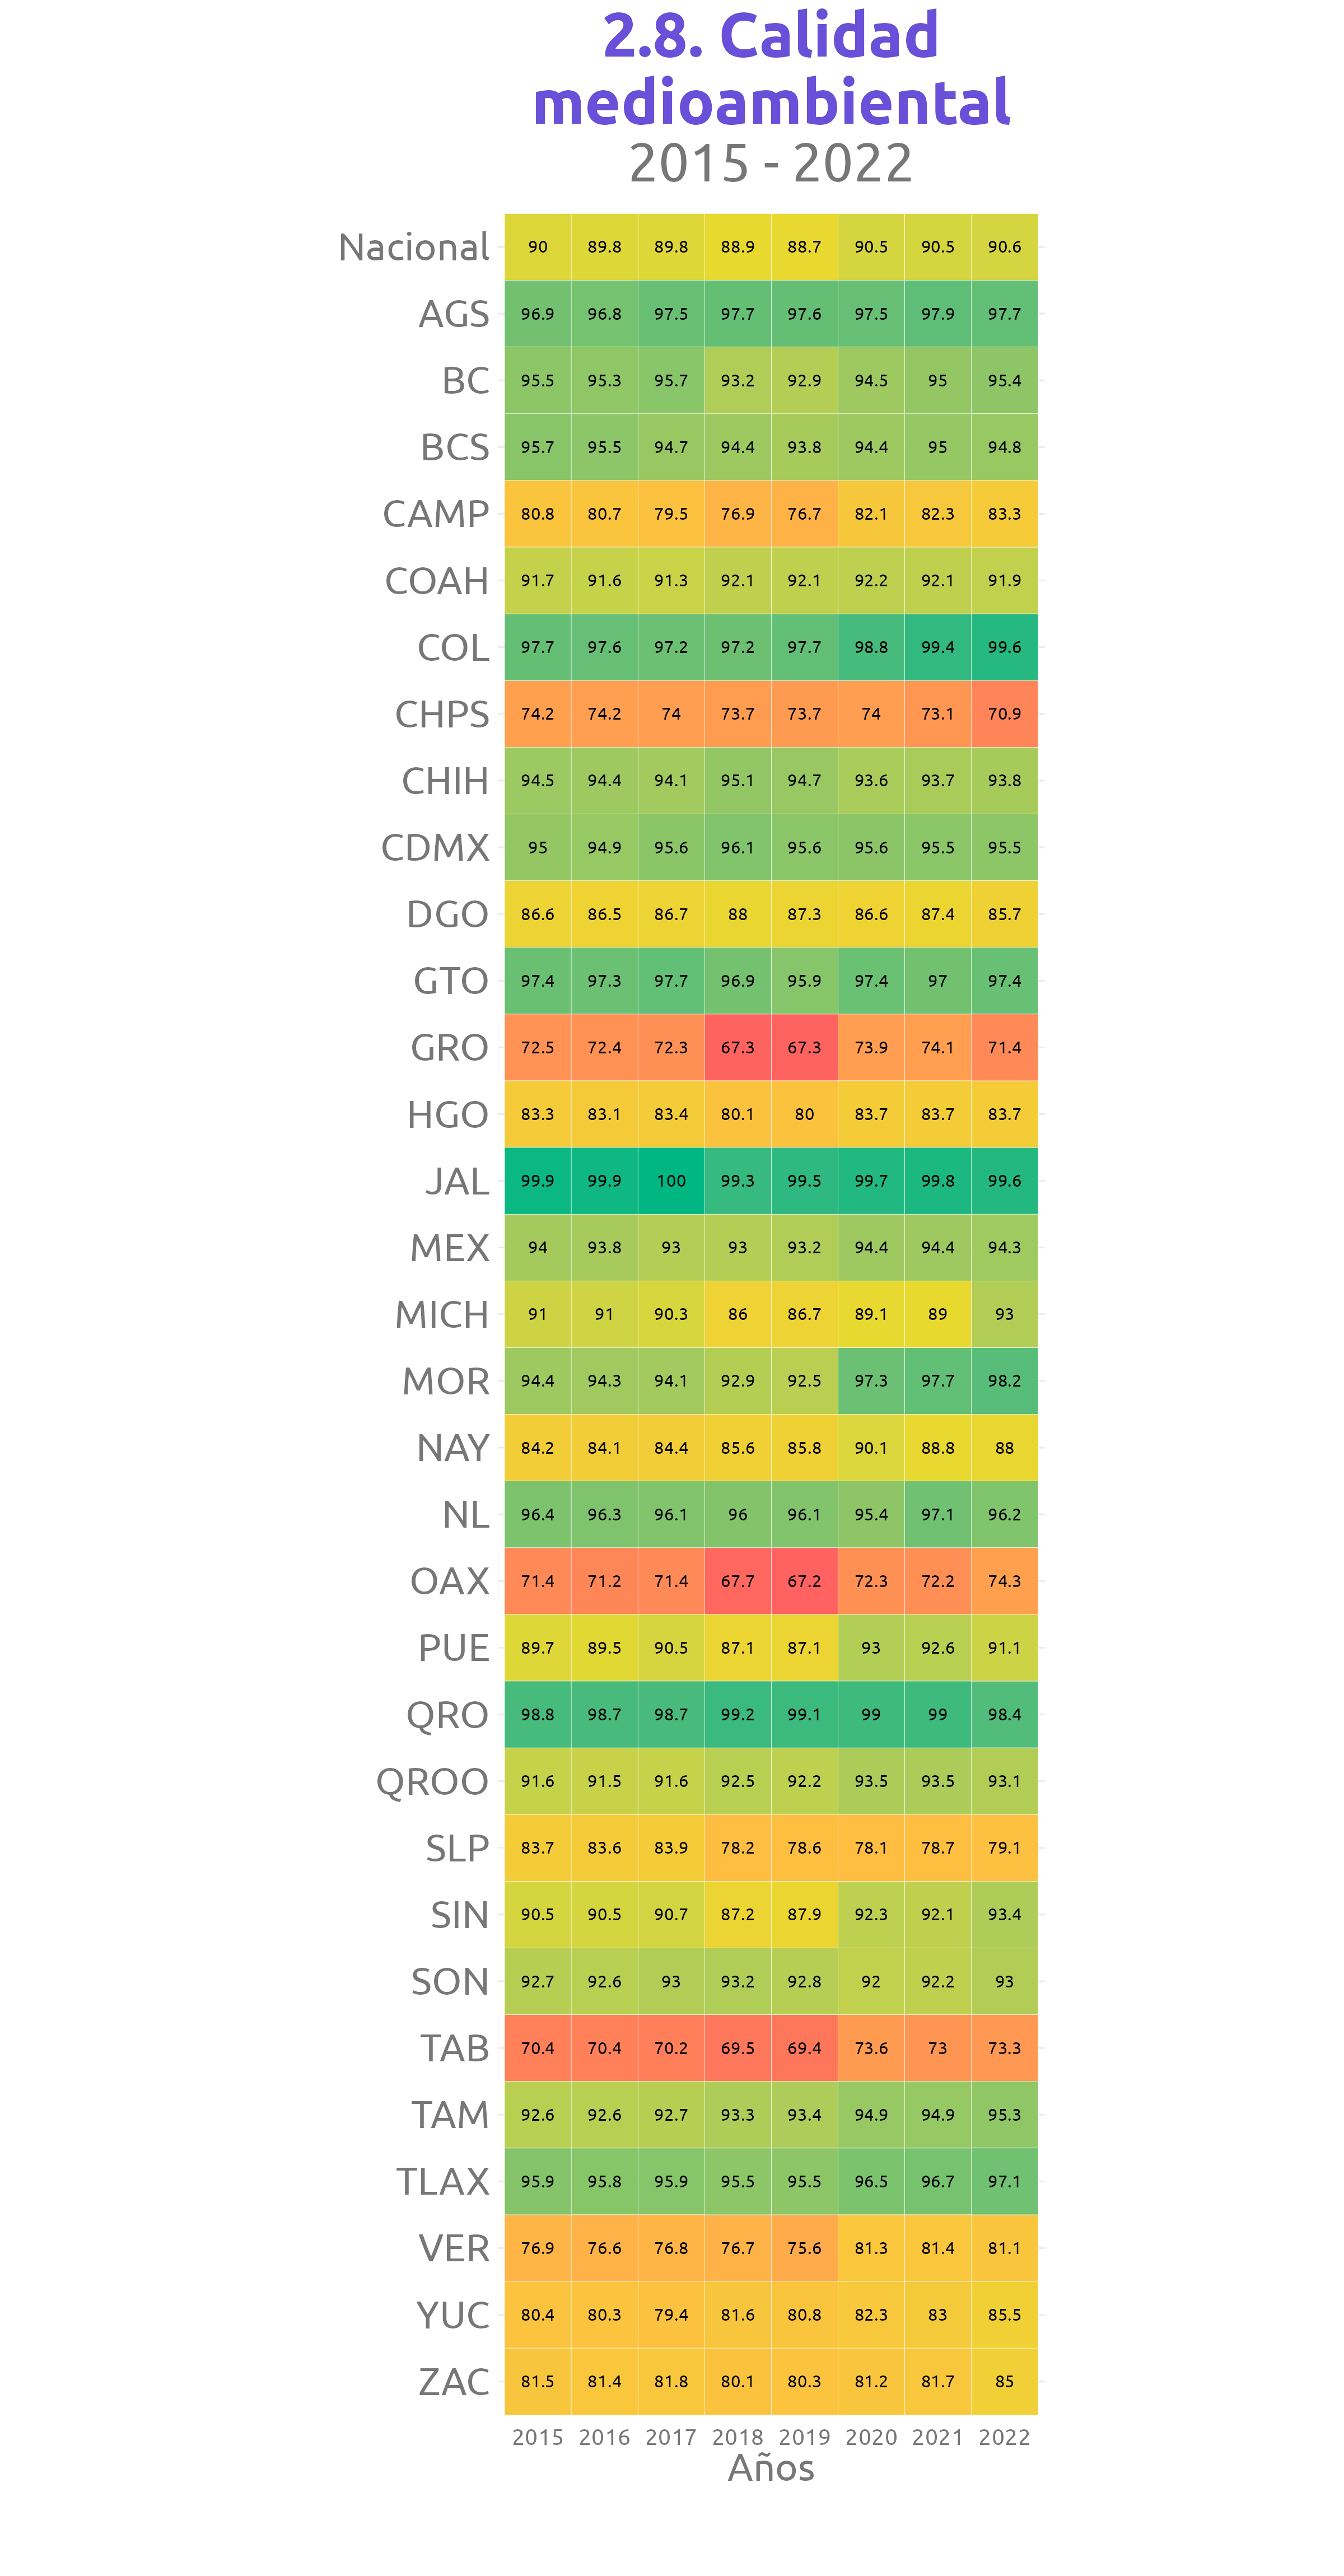 2.8. Calidad
medioambiental
2015 - 2022
Nacional 90 89.8 89.8 88.9 88.7 90.5 90.5 90.6
AGS 96.9 96.8 97.5 97.7 97.6 97.5 97.9 97.7
BC 95.5 95.3 95.7 93.2 92.9 94.5 95 95.4
BCS 95.7 95.5 94.7 94.4 93.8 94.4 95 94.8
CAMP 80.8 80.7 79.5 76.9 76.7 82.1 82.3 83.3
COAH 91.7 91.6 91.3 92.1 92.1 92.2 92.1 91.9
COL 97.7 97.6 97.2 97.2 97.7 98.8 99.4 99.6
CHPS 74.2 74.2 74 73.7 73.7 74 73.1 70.9
CHIH 94.5 94.4 94.1 95.1 94.7 93.6 93.7 93.8
CDMX 95 94.9 95.6 96.1 95.6 95.6 95.5 95.5
DGO 86.6 86.5 86.7 88 87.3 86.6 87.4 85.7
GTO 97.4 97.3 97.7 96.9 95.9 97.4 97 97.4
GRO 72.5 72.4 72.3 67.3 67.3 73.9 74.1 71.4
HGO 83.3 83.1 83.4 80.1 80 83.7 83.7 83.7
JAL 99.9 99.9 100 99.3 99.5 99.7 99.8 99.6
MEX 94 93.8 93 93 93.2 94.4 94.4 94.3
MICH 91 91 90.3 86 86.7 89.1 89 93
MOR 94.4 94.3 94.1 92.9 92.5 97.3 97.7 98.2
NAY 84.2 84.1 84.4 85.6 85.8 90.1 88.8 88
NL 96.4 96.3 96.1 96 96.1 95.4 97.1 96.2
OAX 71.4 71.2 71.4 67.7 67.2 72.3 72.2 74.3
PUE 89.7 89.5 90.5 87.1 87.1 93 92.6 91.1
QRO 98.8 98.7 98.7 99.2 99.1 99 99 98.4
QROO 91.6 91.5 91.6 92.5 92.2 93.5 93.5 93.1
SLP 83.7 83.6 83.9 78.2 78.6 78.1 78.7 79.1
SIN 90.5 90.5 90.7 87.2 87.9 92.3 92.1 93.4
SON 92.7 92.6 93 93.2 92.8 92 92.2 93
TAB 70.4 70.4 70.2 69.5 69.4 73.6 73 73.3
TAM 92.6 92.6 92.7 93.3 93.4 94.9 94.9 95.3
TLAX 95.9 95.8 95.9 95.5 95.5 96.5 96.7 97.1
VER 76.9 76.6 76.8 76.7 75.6 81.3 81.4 81.1
YUC 80.4 80.3 79.4 81.6 80.8 82.3 83 85.5
ZAC 81.5 81.4 81.8 80.1 80.3 81.2 81.7 85
2015 2016 2017 2018 2019 2020 2021 2022
Años